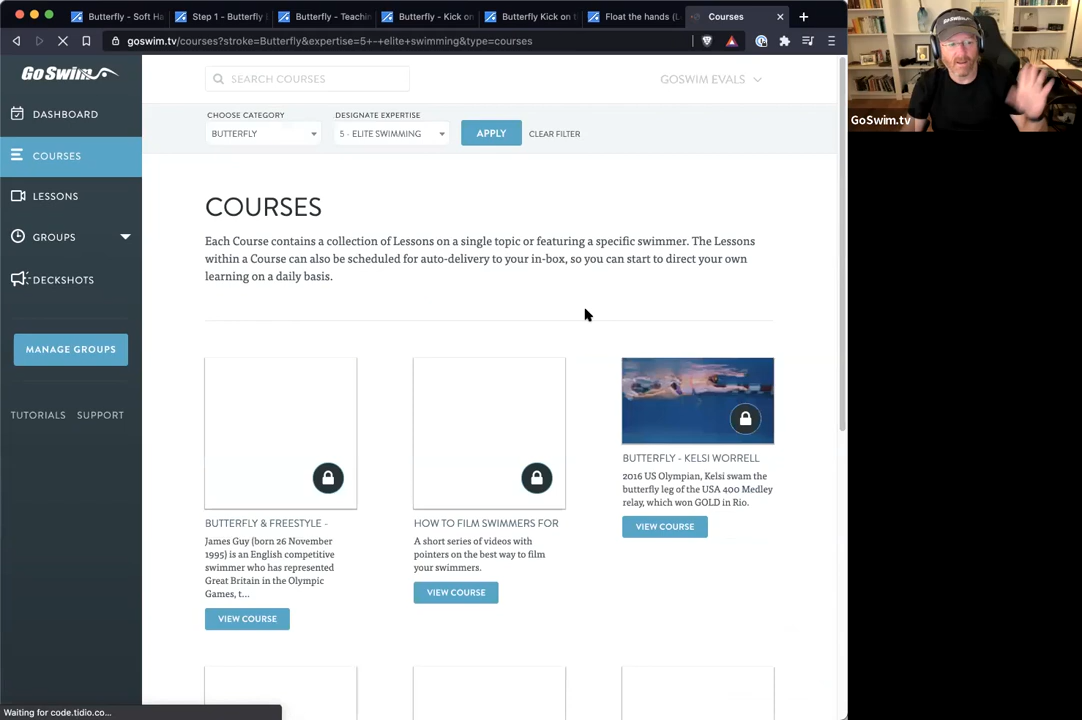 Butterfly - Soft Ha
Step 1 - Butterfly
Butterfly - Teachin
Butterfly - Kick on
Butterfly Kick on t
Float the hands (L
Courses
goswim.tv/courses?stroke=Butterfly&expertise=5+-+elite+swimming&type=courses
GoSwim
SEARCH COURSES
GOSWIM EVALS
DASHBOARD
COURSES
LESSONS
GROUPS
DECKSHOTS
MANAGE GROUPS
TUTORIALS SUPPORT
CHOOSE CATEGORY
BUTTERFLY
DESIGNATE EXPERTISE
5 - ELITE SWIMMING
APPLY
CLEAR FILTER
COURSES
Each Course contains a collection of Lessons on a single topic or featuring a specific swimmer. The Lessons
within a Course can also be scheduled for auto-delivery to your in-box, so you can start to direct your own
learning on a daily basis.
BUTTERFLY & FREESTYLE -
James Guy (born 26 November
1995) is an English competitive
swimmer who has represented
Great Britain in the Olympic
Games, t...
VIEW COURSE
HOW TO FILM SWIMMERS FOR
A short series of videos with
pointers on the best way to film
your swimmers.
VIEW COURSE
BUTTERFLY - KELSI WORRELL
2016 US Olympian, Kelsi swam the
butterfly leg of the USA 400 Medley
relay, which won GOLD in Rio.
VIEW COURSE
Waiting for code.tidio.co...
GOSWIM
GoSwim.tv